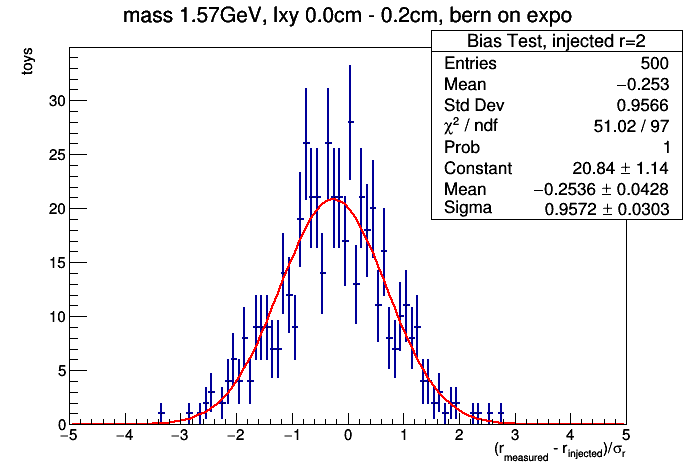 mass 1.57GeV, lxy 0.0cm - 0.2cm, bern on expo
Bias Test, injected r=2
Entries 500
Mean −0.253
Std Dev 0.9566
χ² / ndf 51.02 / 97
Prob 1
Constant 20.84 ± 1.14
Mean −0.2536 ± 0.0428
Sigma 0.9572 ± 0.0303
toys
30
25
20
15
10
5
0
−5 −4 −3 −2 −1 0 1 2 3 4 5
(r_measured - r_injected)/σ_r